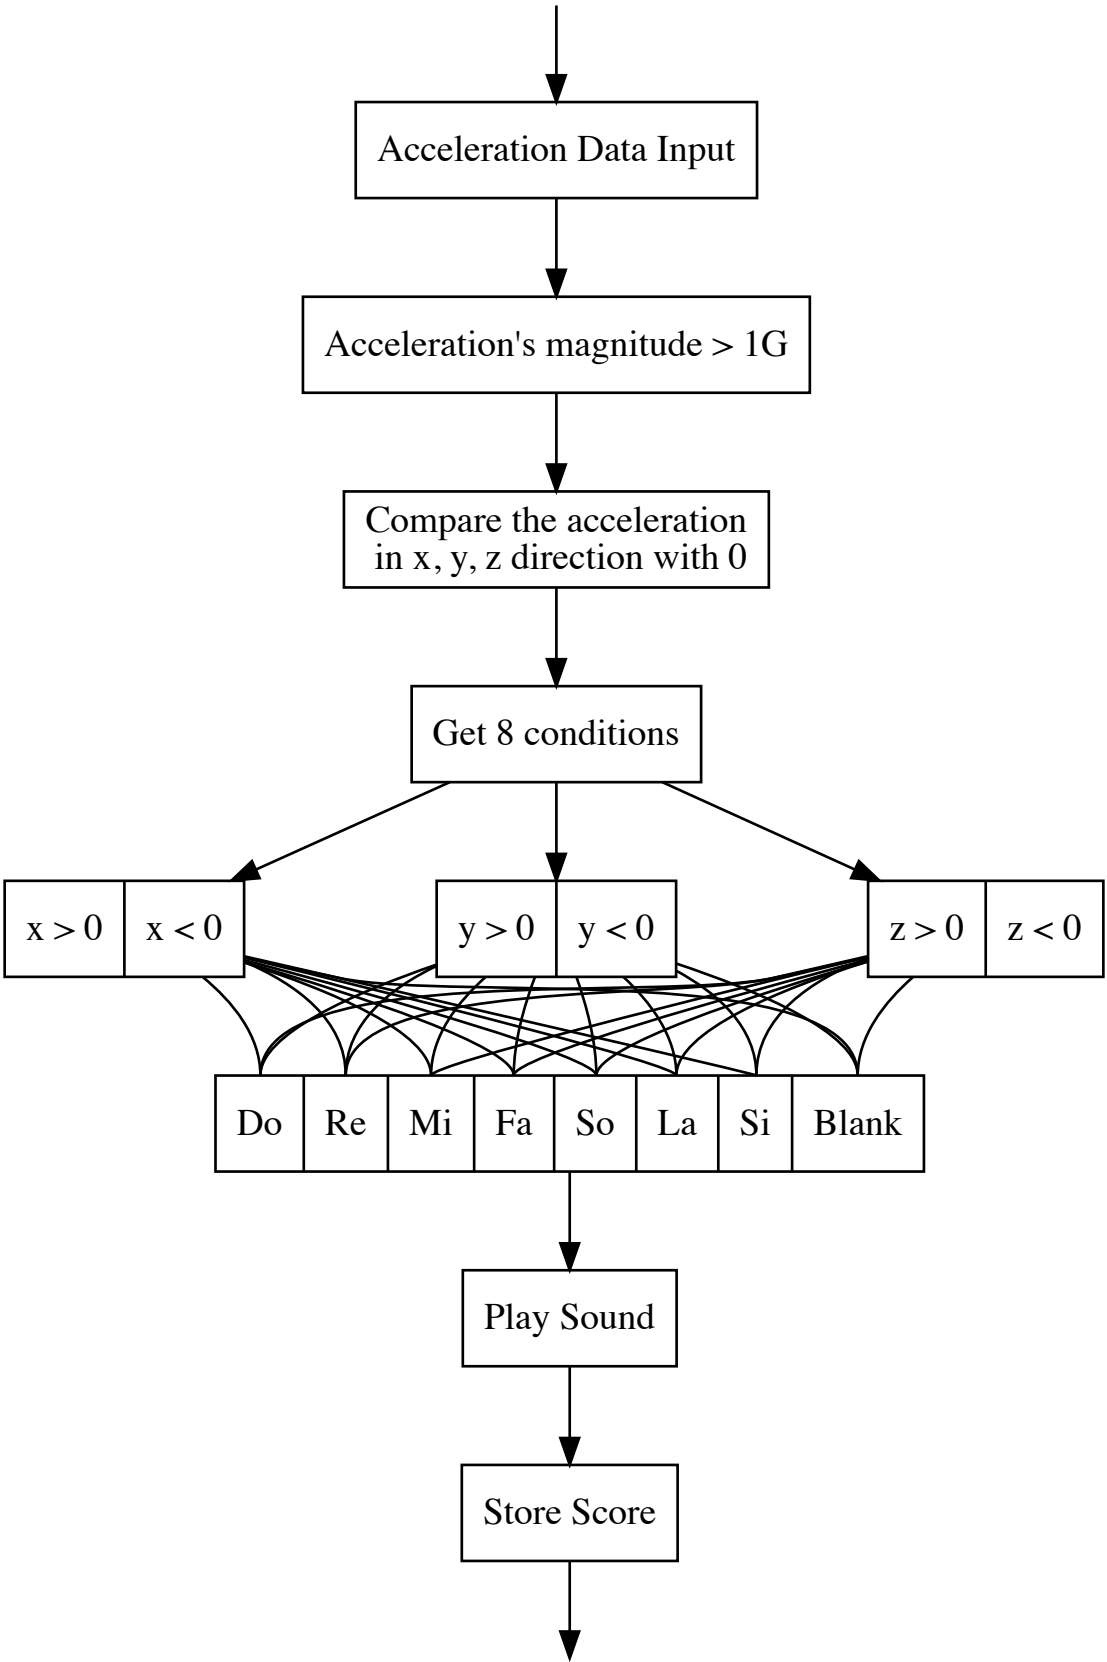 Acceleration Data Input
Acceleration's magnitude > 1G
Compare the acceleration
in x, y, z direction with 0
Get 8 conditions
x > 0 x < 0 y > 0 y < 0 z > 0 z < 0
Do Re Mi Fa So La Si Blank
Play Sound
Store Score